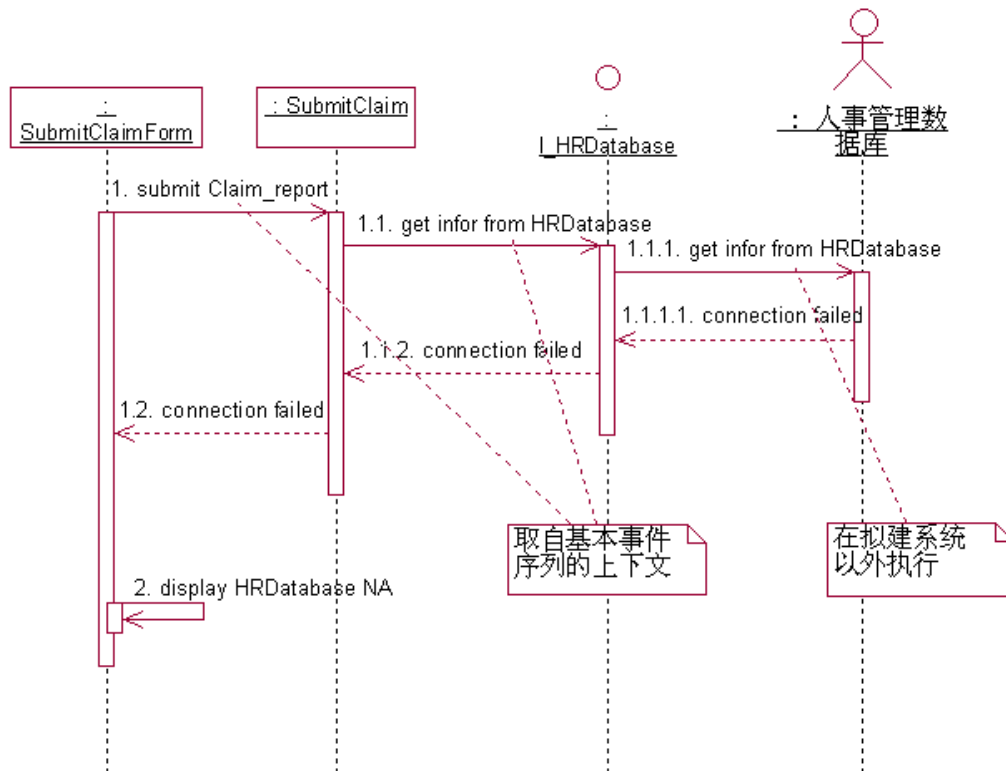 :
SubmitClaimForm
: SubmitClaim
:
I_HRDatabase
: 人事管理数
据库
1. submit Claim_report
1.1. get infor from HRDatabase
1.1.1. get infor from HRDatabase
1.1.1.1. connection failed
1.1.2. connection failed
1.2. connection failed
取自基本事件
序列的上下文
在拟建系统
以外执行
2. display HRDatabase NA